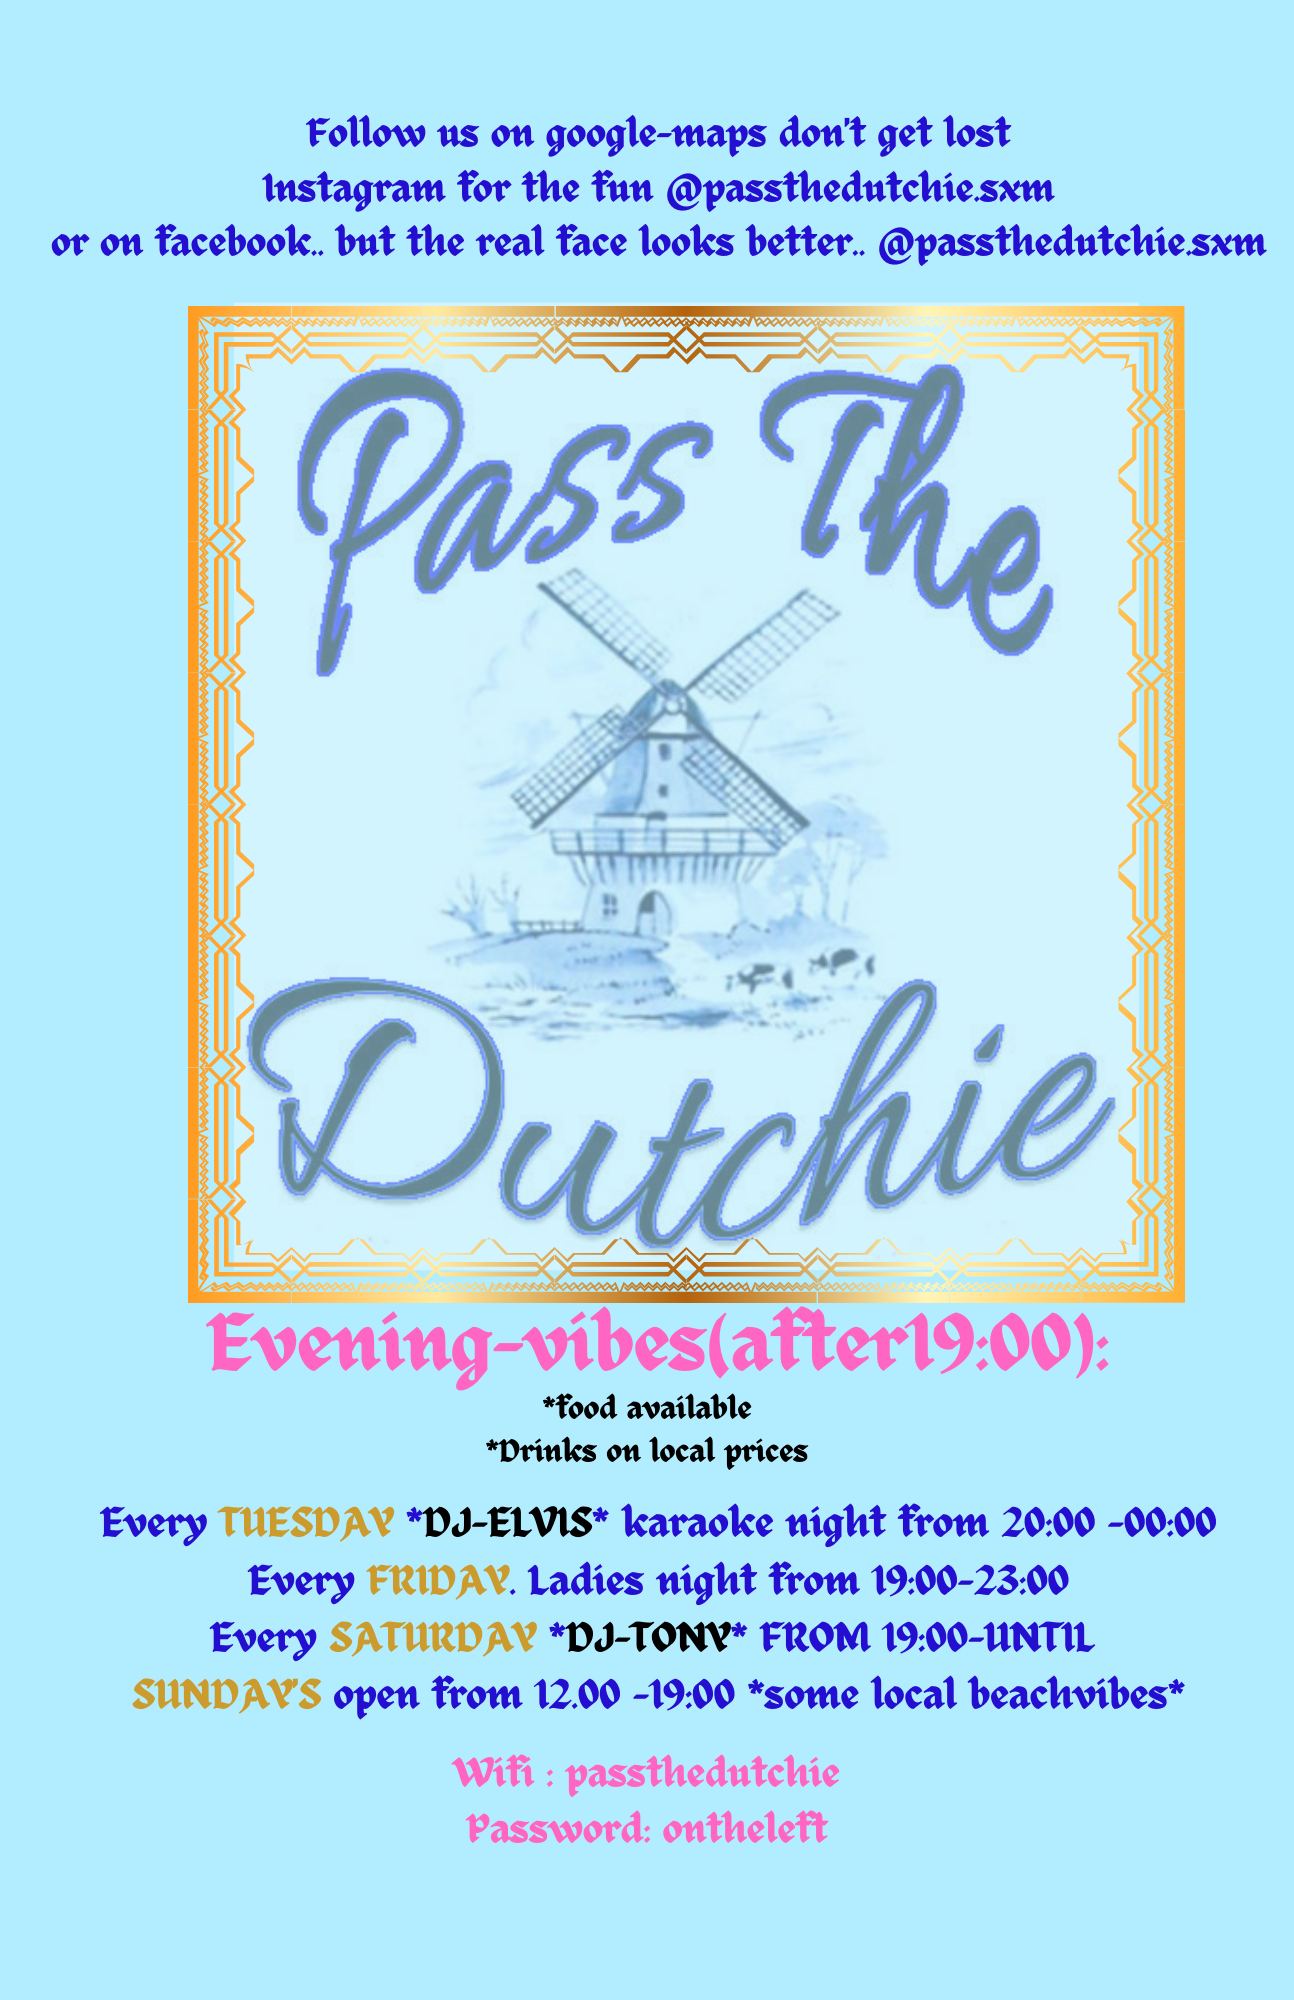 Follow us on google-maps don't get lost
Instagram for the fun @passthedutchie.sxm
or on facebook.. but the real face looks better.. @passthedutchie.sxm
Pass The
Dutchie
Evening-vibes(after19:00):
*food available
*Drinks on local prices
Every TUESDAY *DJ-ELVIS* karaoke night from 20:00 -00:00
Every FRIDAY. Ladies night from 19:00-23:00
Every SATURDAY *DJ-TONY* FROM 19:00-UNTIL
SUNDAY'S open from 12.00 -19:00 *some local beachvibes*
Wifi : passthedutchie
Password: ontheleft